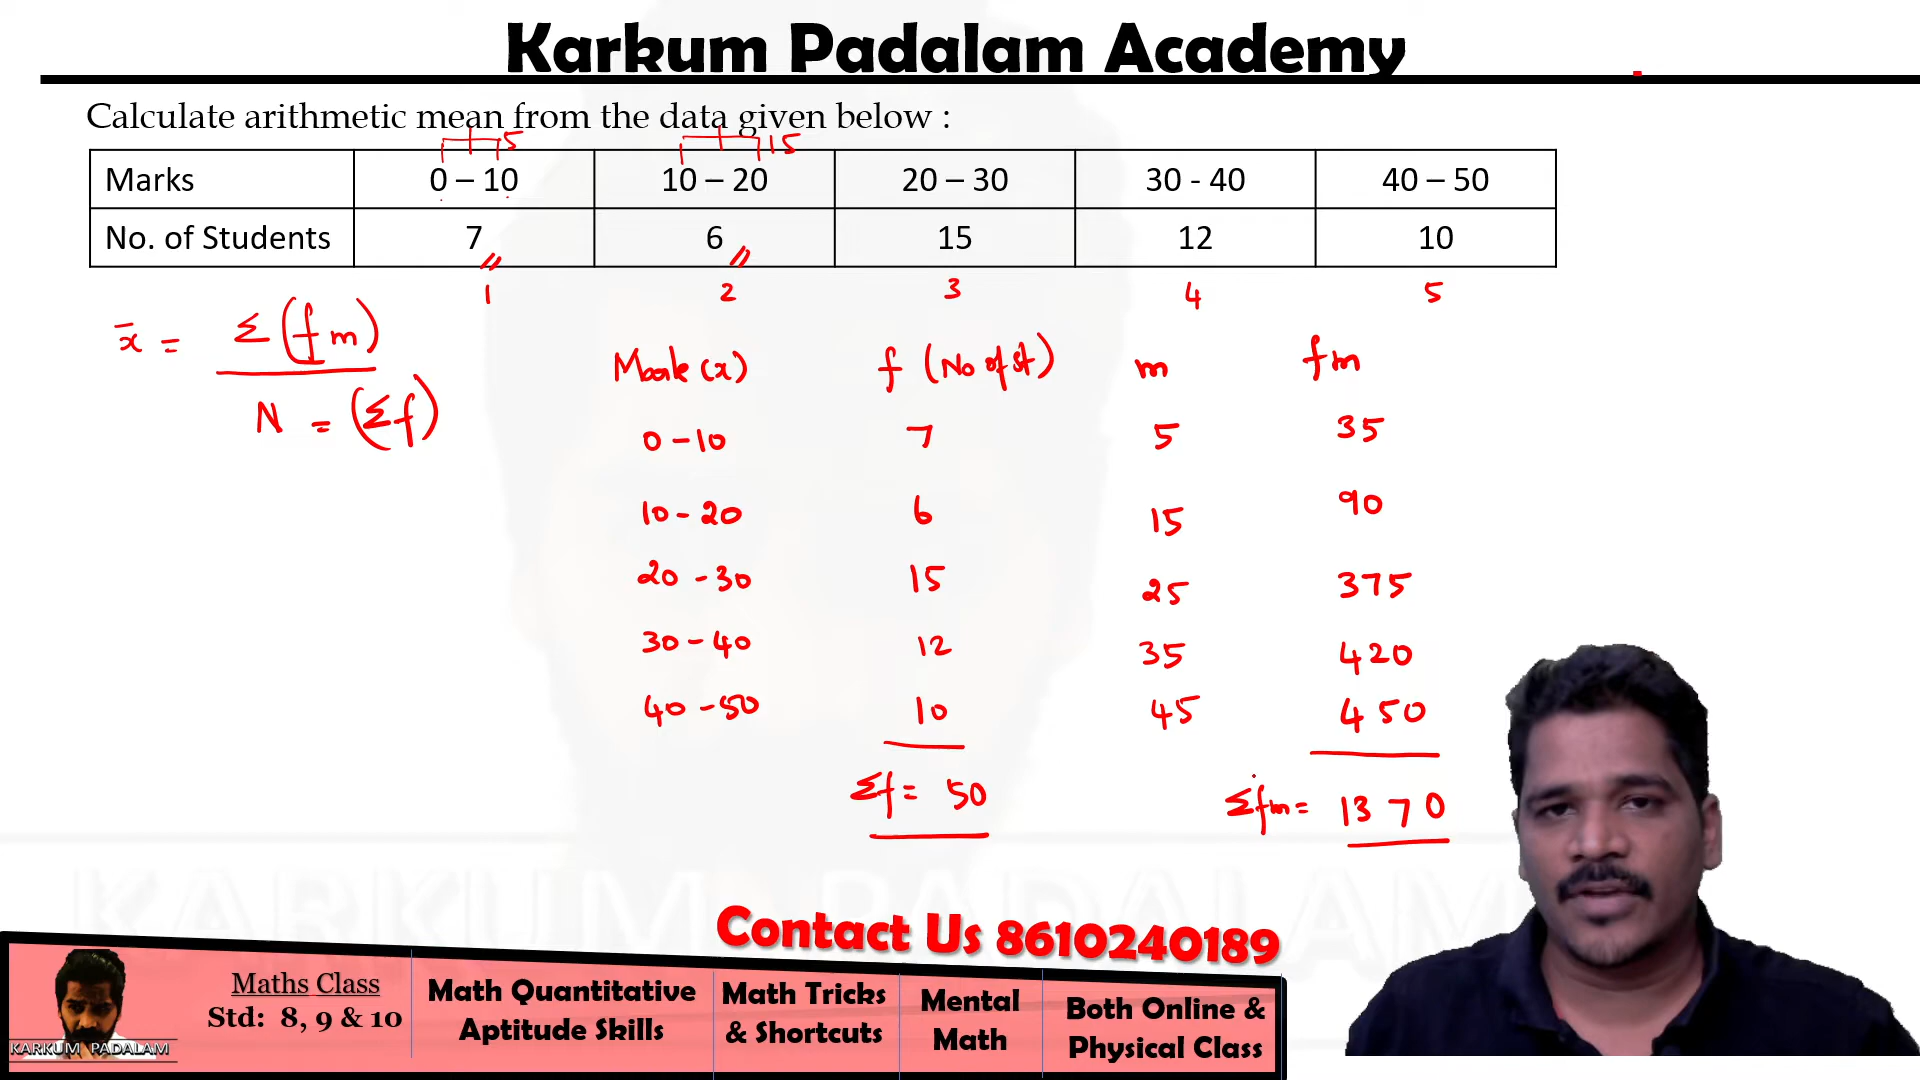 Karkum Padalam Academy
Calculate arithmetic mean from the data given below :
5 15
Marks 0 – 10 10 – 20 20 – 30 30 - 40 40 – 50
No. of Students 7 6 15 12 10
1 2 3 4 5
x̄ = Σ(fm)
N = (Σf)
Mark (x) f (No of st) m fm
0 - 10 7 5 35
10 - 20 6 15 90
20 - 30 15 25 375
30 - 40 12 35 420
40 - 50 10 45 450
Σf = 50 Σfm = 1370
KARKUM PADALAM
Contact Us 8610240189
Maths Class
Std: 8, 9 & 10
KARKUM PADALAM
Math Quantitative
Aptitude Skills
Math Tricks
& Shortcuts
Mental
Math
Both Online &
Physical Class